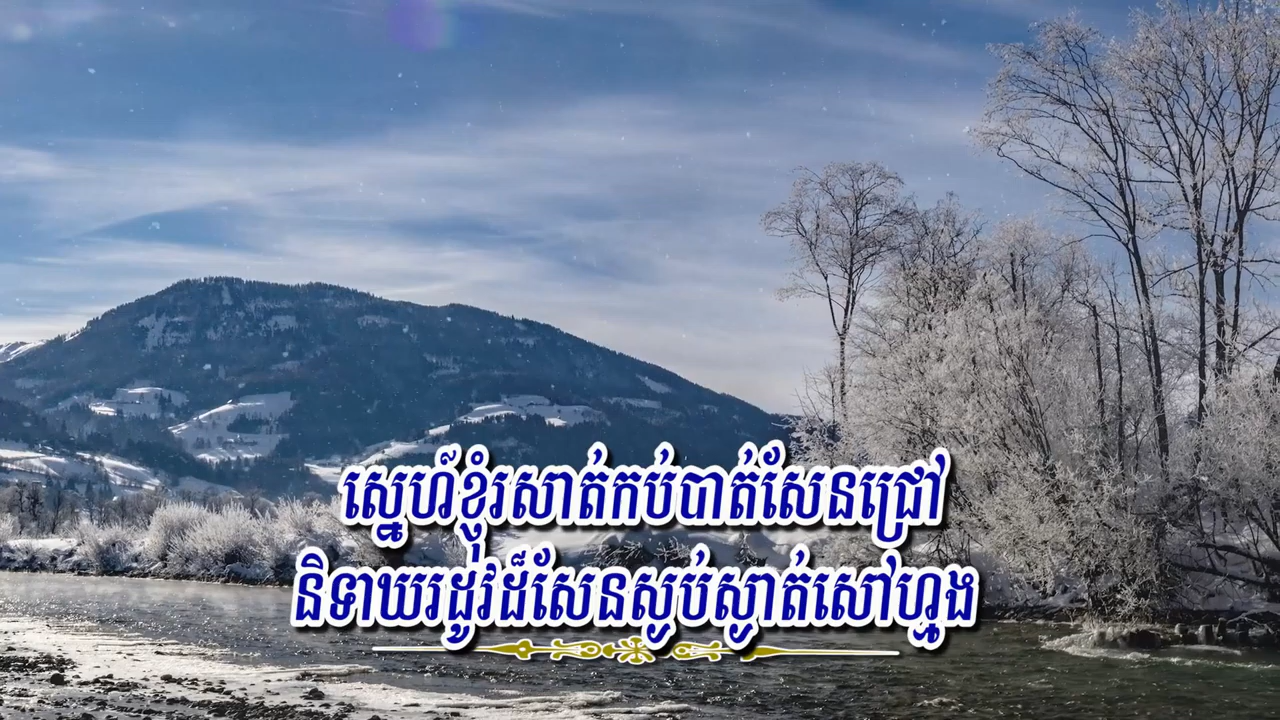 ស្នេហ៍ខ្ញុំរសាត់កប់បាត់សែនជ្រៅ
និទាឃរដូវដ៏សែនស្ងប់ស្ងាត់សៅហ្មង